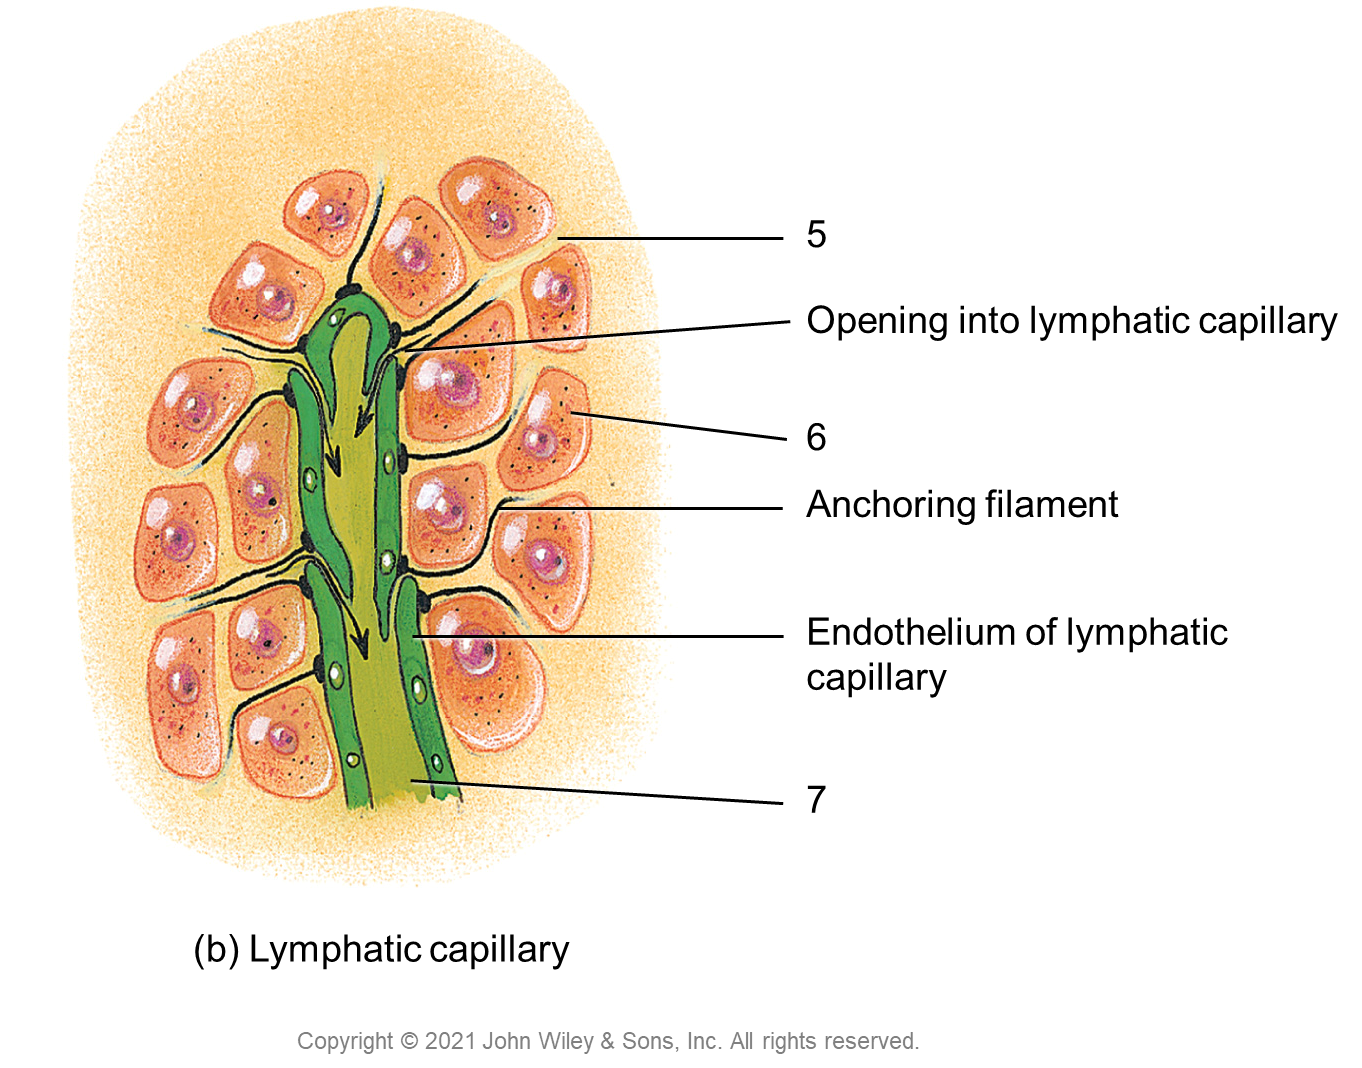 5
Opening into lymphatic capillary
6
Anchoring filament
Endothelium of lymphatic
capillary
7
(b) Lymphatic capillary
Copyright © 2021 John Wiley & Sons, Inc. All rights reserved.